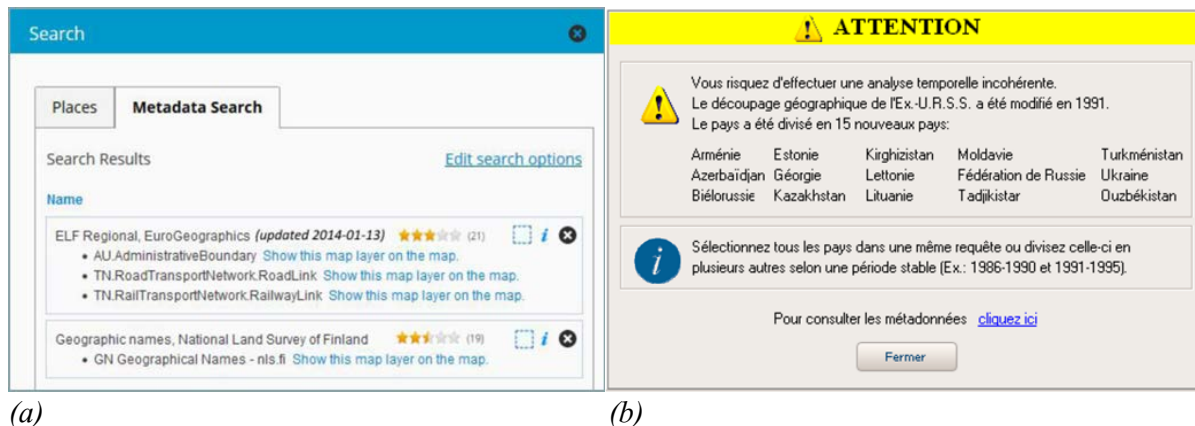 Search
Places
Metadata Search
Search Results
Edit search options
Name
ELF Regional, EuroGeographics (updated 2014-01-13) (21)
• AU.AdministrativeBoundary Show this map layer on the map.
• TN.RoadTransportNetwork.RoadLink Show this map layer on the map.
• TN.RailTransportNetwork.RailwayLink Show this map layer on the map.
Geographic names, National Land Survey of Finland (19)
• GN Geographical Names - nls.fi Show this map layer on the map.
(a)
ATTENTION
Vous risquez d'effectuer une analyse temporelle incohérente.
Le découpage géographique de l'Ex.-U.R.S.S. a été modifié en 1991.
Le pays a été divisé en 15 nouveaux pays:
Arménie Estonie Kirghizistan Moldavie Turkménistan
Azerbaïdjan Géorgie Lettonie Fédération de Russie Ukraine
Biélorussie Kazakhstan Lituanie Tadjikistar Ouzbékistan
Sélectionnez tous les pays dans une même requête ou divisez celle-ci en
plusieurs autres selon une période stable (Ex.: 1986-1990 et 1991-1995).
Pour consulter les métadonnées cliquez ici
Fermer
(b)